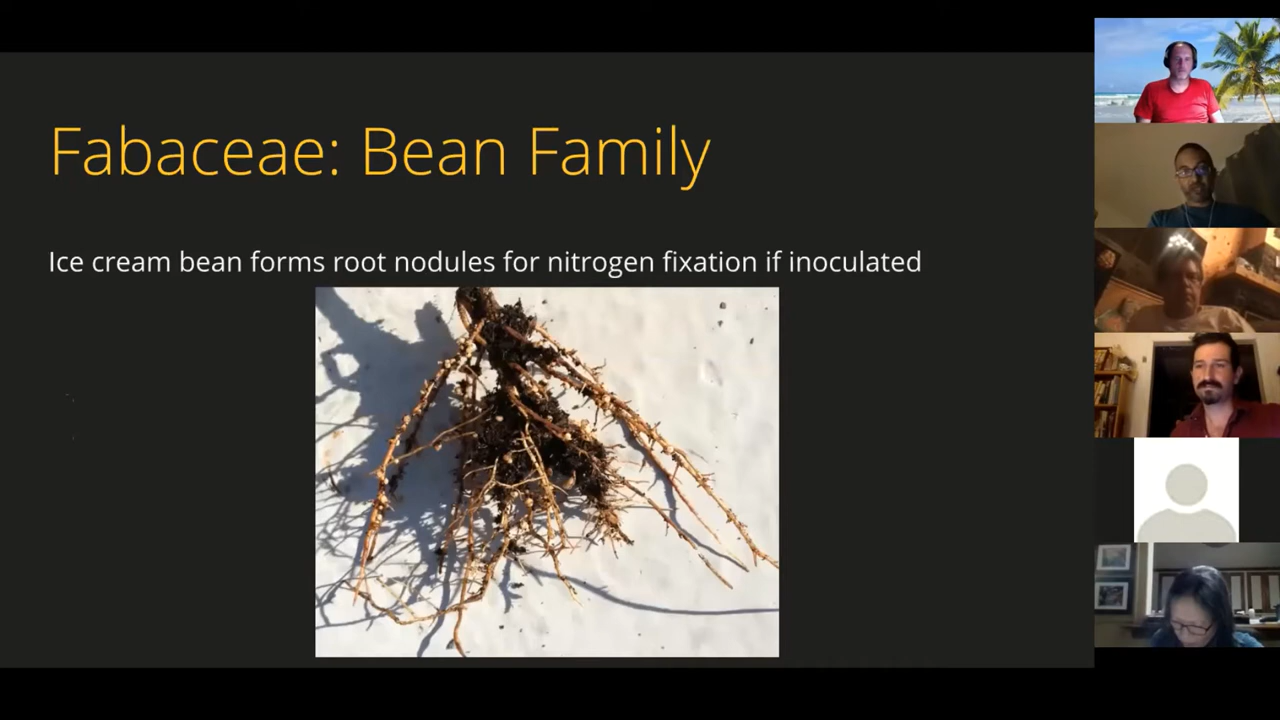 Fabaceae: Bean Family
Ice cream bean forms root nodules for nitrogen fixation if inoculated